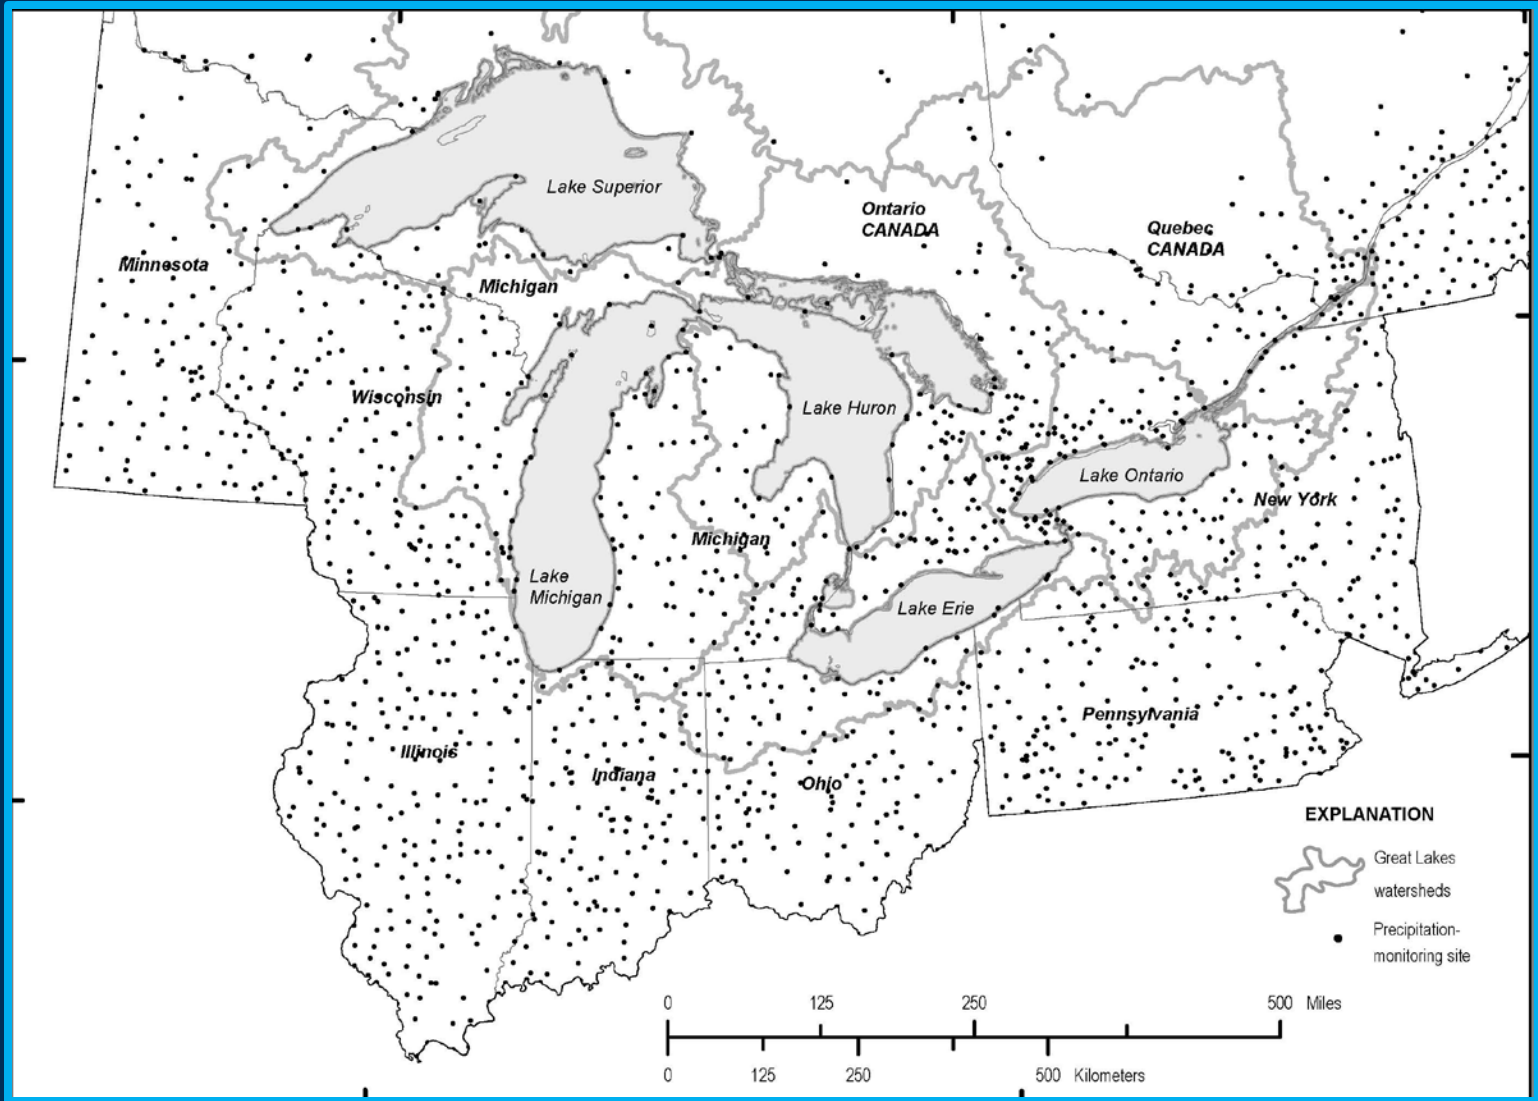 Lake Superior
Ontario
CANADA
Quebec
CANADA
Minnesota
Michigan
Wisconsin
Lake Huron
Lake Ontario
New York
Michigan
Lake
Michigan
Lake Erie
Pennsylvania
Illinois
Indiana
Ohio
EXPLANATION
Great Lakes
watersheds
Precipitation-
monitoring site
0 125 250 500 Miles
0 125 250 500 Kilometers